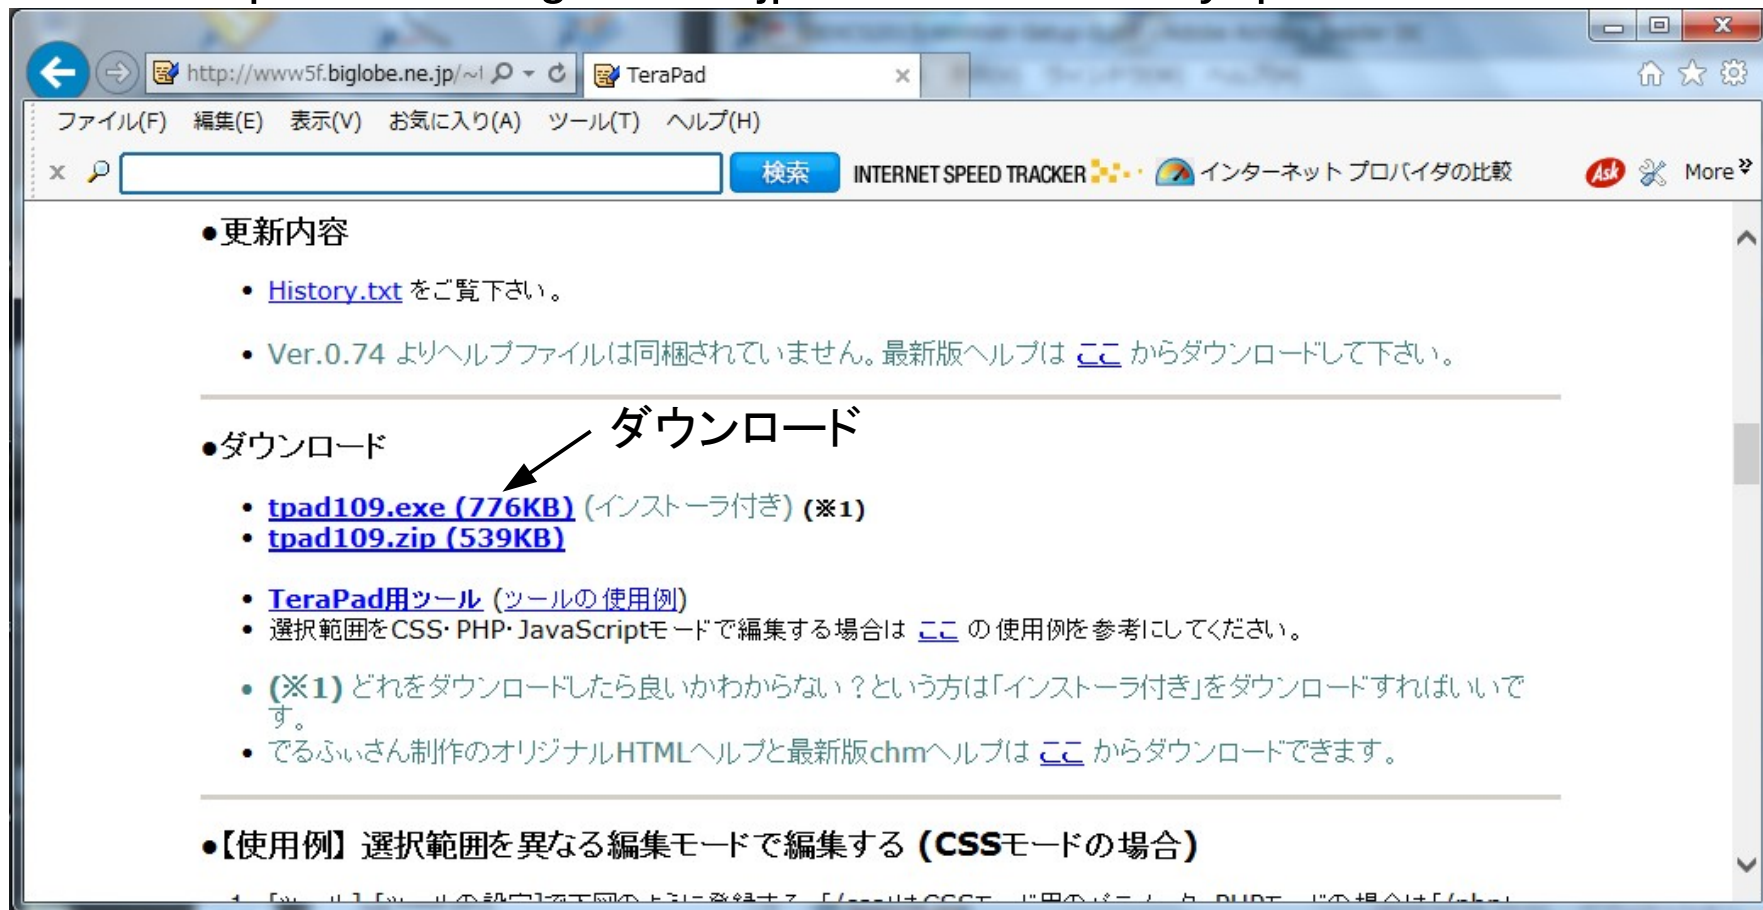 http://www5f.biglobe.ne.jp/~t
TeraPad
ファイル(F) 編集(E) 表示(V) お気に入り(A) ツール(T) ヘルプ(H)
検索 INTERNET SPEED TRACKER インターネット プロバイダの比較 Ask More
●更新内容
• History.txt をご覧下さい。
• Ver.0.74 よりヘルプファイルは同梱されていません。最新版ヘルプは ここ からダウンロードして下さい。
ダウンロード
●ダウンロード
• tpad109.exe (776KB) (インストーラ付き) (※1)
• tpad109.zip (539KB)
• TeraPad用ツール (ツールの使用例)
• 選択範囲をCSS・PHP・JavaScriptモードで編集する場合は ここ の使用例を参考にしてください。
• (※1) どれをダウンロードしたら良いかわからない？という方は「インストーラ付き」をダウンロードすればいいで
す。
• でるふぃさん制作のオリジナルHTMLヘルプと最新版chmヘルプは ここ からダウンロードできます。
●【使用例】 選択範囲を異なる編集モードで編集する (CSSモードの場合)